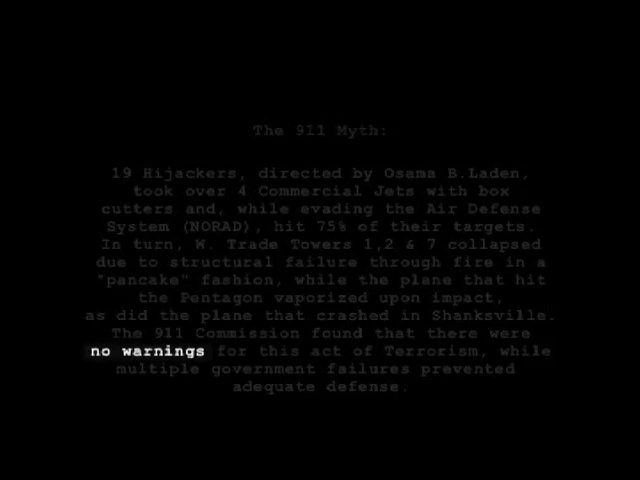 The 911 Myth:
19 Hijackers, directed by Osama B.Laden,
took over 4 Commercial Jets with box
cutters and, while evading the Air Defense
System (NORAD), hit 75% of their targets.
In turn, W. Trade Towers 1,2 & 7 collapsed
due to structural failure through fire in a
"pancake" fashion, while the plane that hit
the Pentagon vaporized upon impact,
as did the plane that crashed in Shanksville.
The 911 Commission found that there were
no warnings for this act of Terrorism, while
multiple government failures prevented
adequate defense.